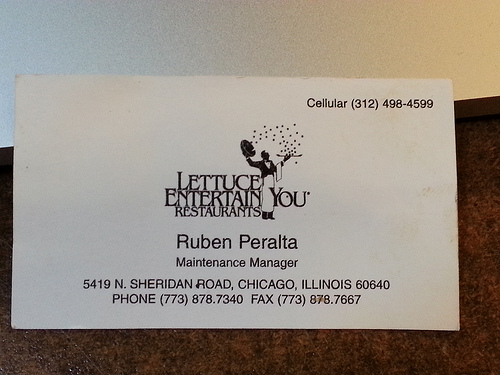 Cellular (312) 498-4599
LETTUCE
ENTERTAIN YOU®
RESTAURANTS
Ruben Peralta
Maintenance Manager
5419 N. SHERIDAN ROAD, CHICAGO, ILLINOIS 60640
PHONE (773) 878.7340 FAX (773) 878.7667